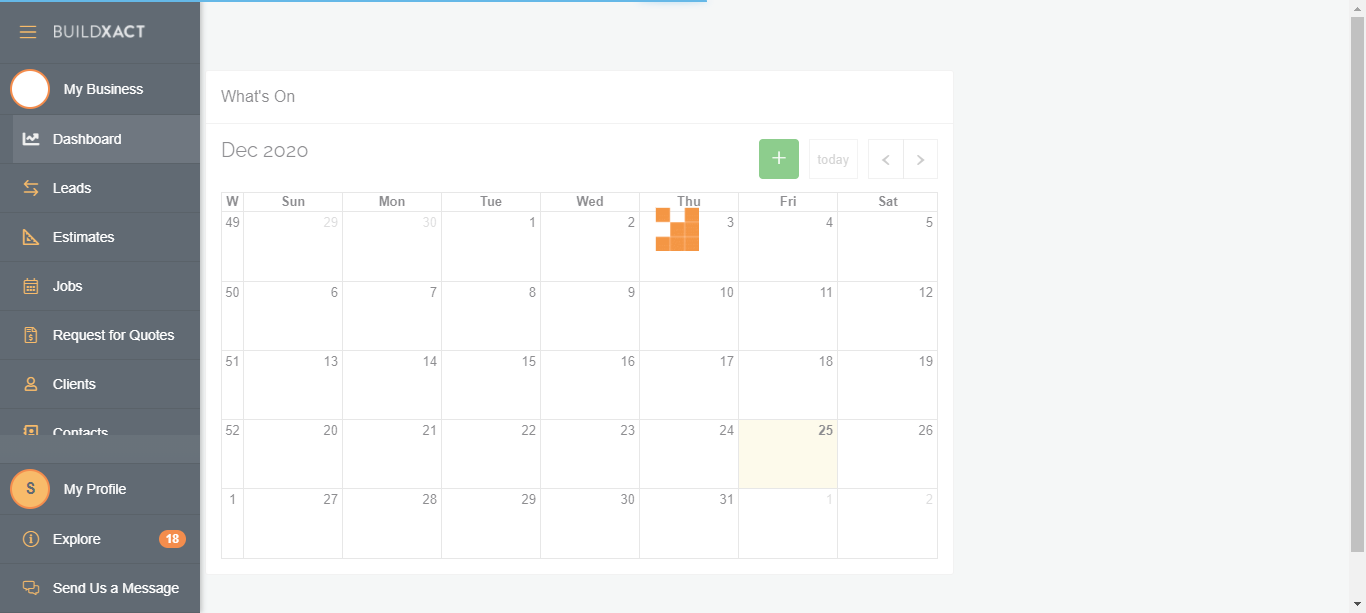 BUILDXACT
My Business
Dashboard
Leads
Estimates
Jobs
Request for Quotes
Clients
Contacts
S My Profile
Explore 18
Send Us a Message
What's On
Dec 2020
+ today < >
W Sun Mon Tue Wed Thu Fri Sat
49 29 30 1 2 3 4 5
50 6 7 8 9 10 11 12
51 13 14 15 16 17 18 19
52 20 21 22 23 24 25 26
1 27 28 29 30 31 1 2